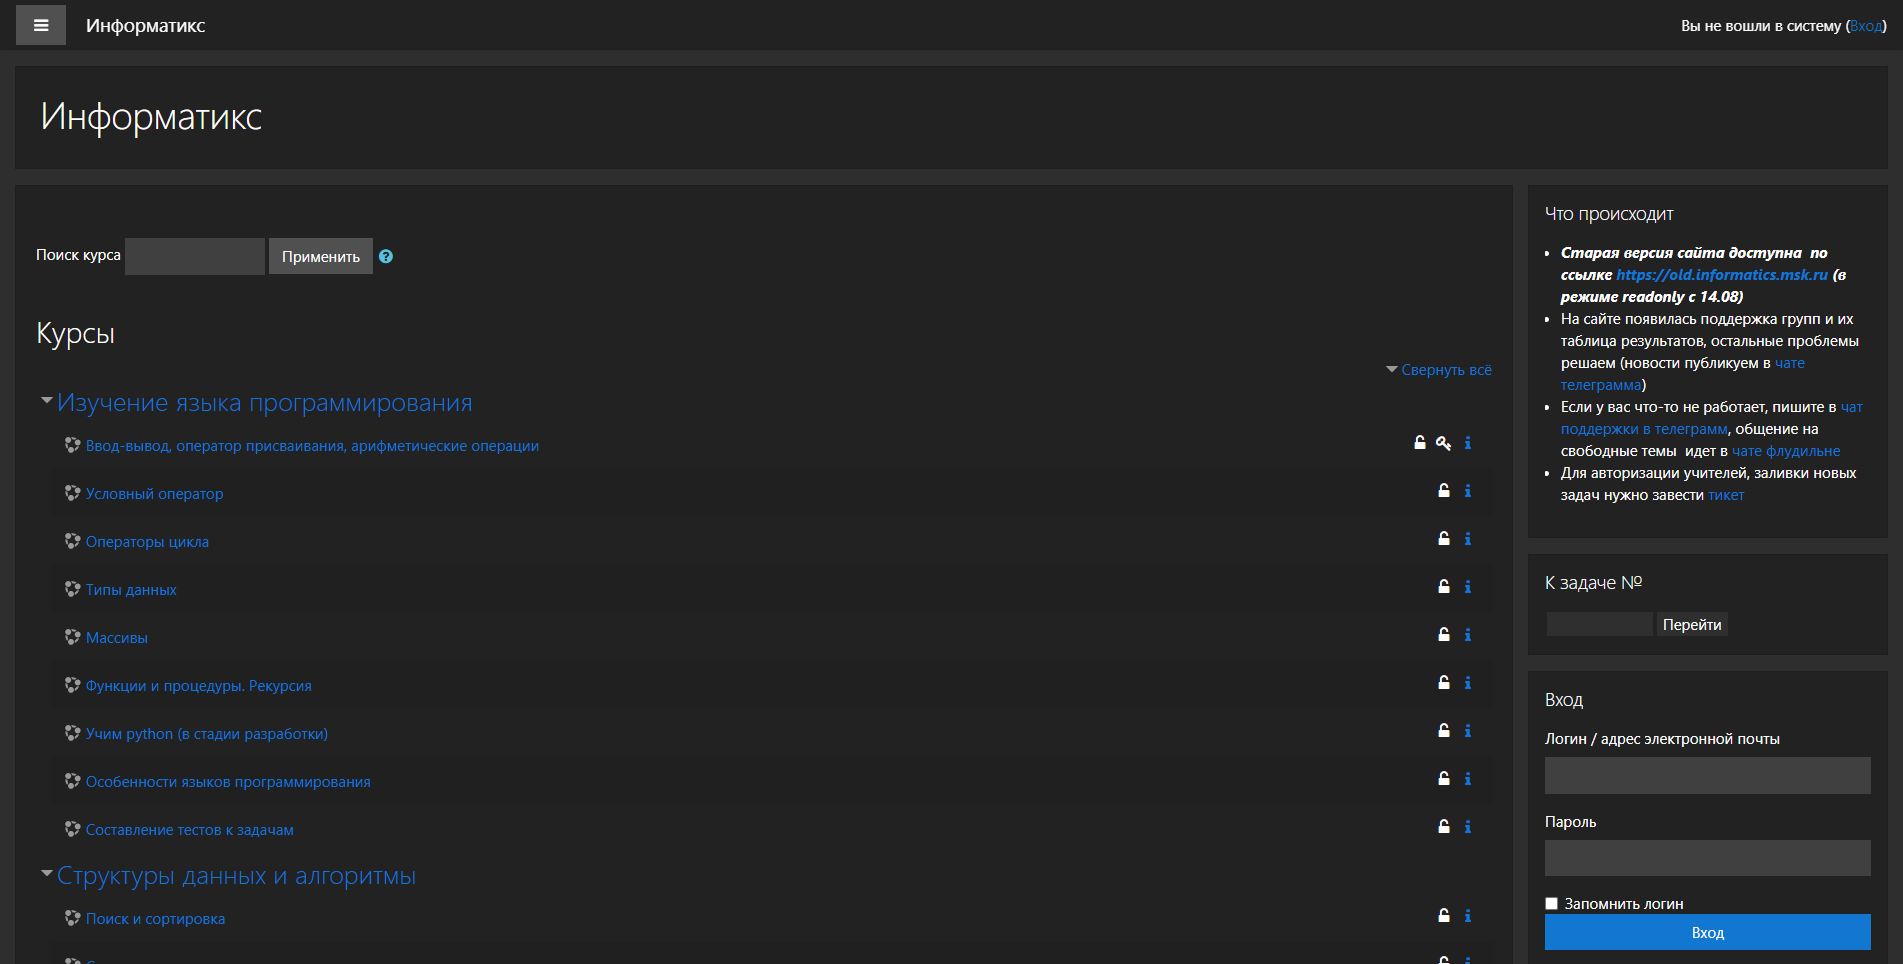 Информатикс
Вы не вошли в систему (Вход)
Информатикс
Поиск курса
Применить
Курсы
Свернуть всё
Изучение языка программирования
Ввод-вывод, оператор присваивания, арифметические операции
Условный оператор
Операторы цикла
Типы данных
Массивы
Функции и процедуры. Рекурсия
Учим python (в стадии разработки)
Особенности языков программирования
Составление тестов к задачам
Структуры данных и алгоритмы
Поиск и сортировка
Что происходит
Старая версия сайта доступна по
ссылке https://old.informatics.msk.ru (в
режиме readonly с 14.08)
На сайте появилась поддержка групп и их
таблица результатов, остальные проблемы
решаем (новости публикуем в чате
телеграмма)
Если у вас что-то не работает, пишите в чат
поддержки в телеграмм, общение на
свободные темы идет в чате флудильне
Для авторизации учителей, заливки новых
задач нужно завести тикет
К задаче №
Перейти
Вход
Логин / адрес электронной почты
Пароль
Запомнить логин
Вход